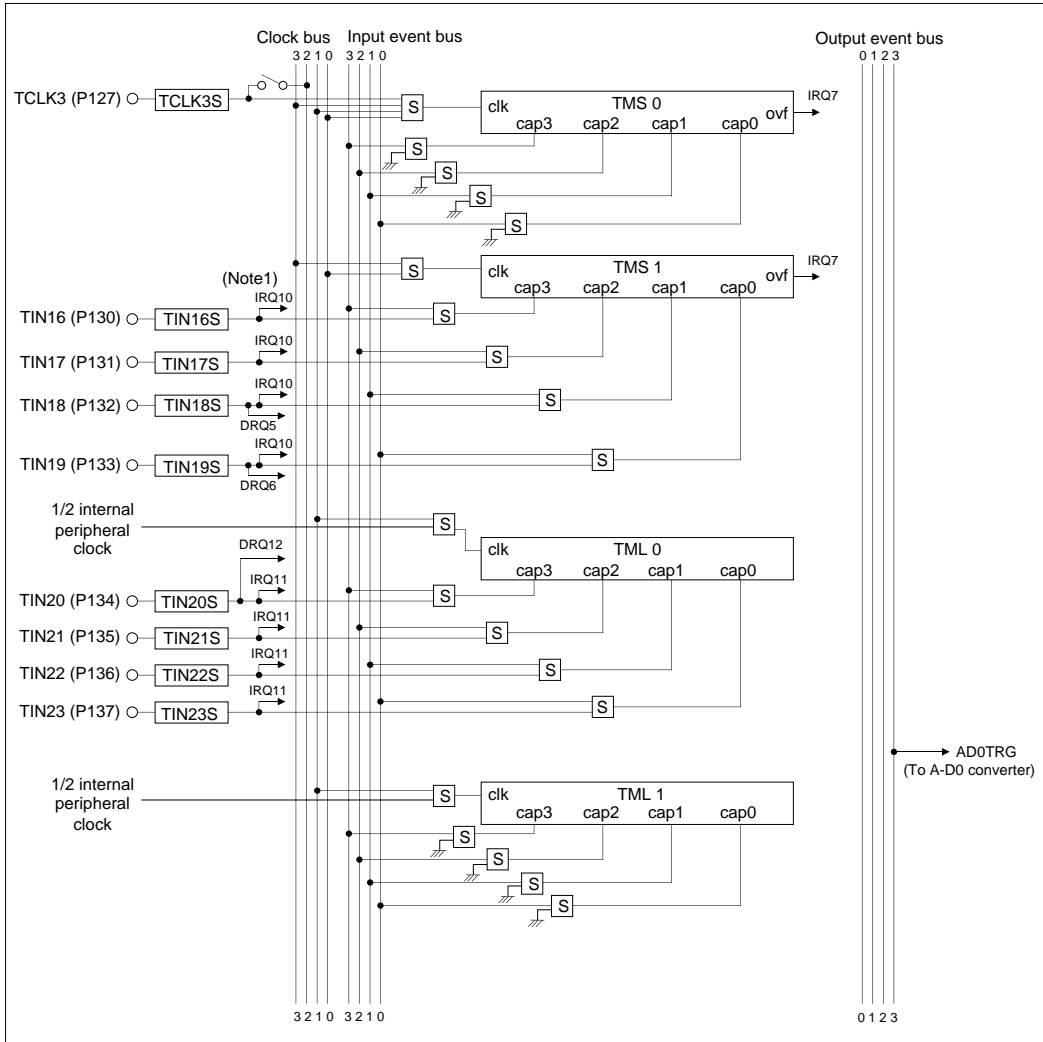 Clock bus
Input event bus
Output event bus
3 2 1 0
3 2 1 0
0 1 2 3
TCLK3 (P127)
TCLK3S
S
clk
TMS 0
ovf
IRQ7
cap3
cap2
cap1
cap0
S
S
S
S
S
clk
TMS 1
ovf
IRQ7
cap3
cap2
cap1
cap0
(Note1)
IRQ10
TIN16 (P130)
TIN16S
S
IRQ10
TIN17 (P131)
TIN17S
S
IRQ10
TIN18 (P132)
TIN18S
S
DRQ5
IRQ10
TIN19 (P133)
TIN19S
S
DRQ6
1/2 internal
peripheral
clock
S
clk
TML 0
cap3
cap2
cap1
cap0
DRQ12
IRQ11
TIN20 (P134)
TIN20S
S
IRQ11
TIN21 (P135)
TIN21S
S
IRQ11
TIN22 (P136)
TIN22S
S
IRQ11
TIN23 (P137)
TIN23S
S
AD0TRG
(To A-D0 converter)
1/2 internal
peripheral
clock
S
clk
TML 1
cap3
cap2
cap1
cap0
S
S
S
S
3 2 1 0
3 2 1 0
0 1 2 3